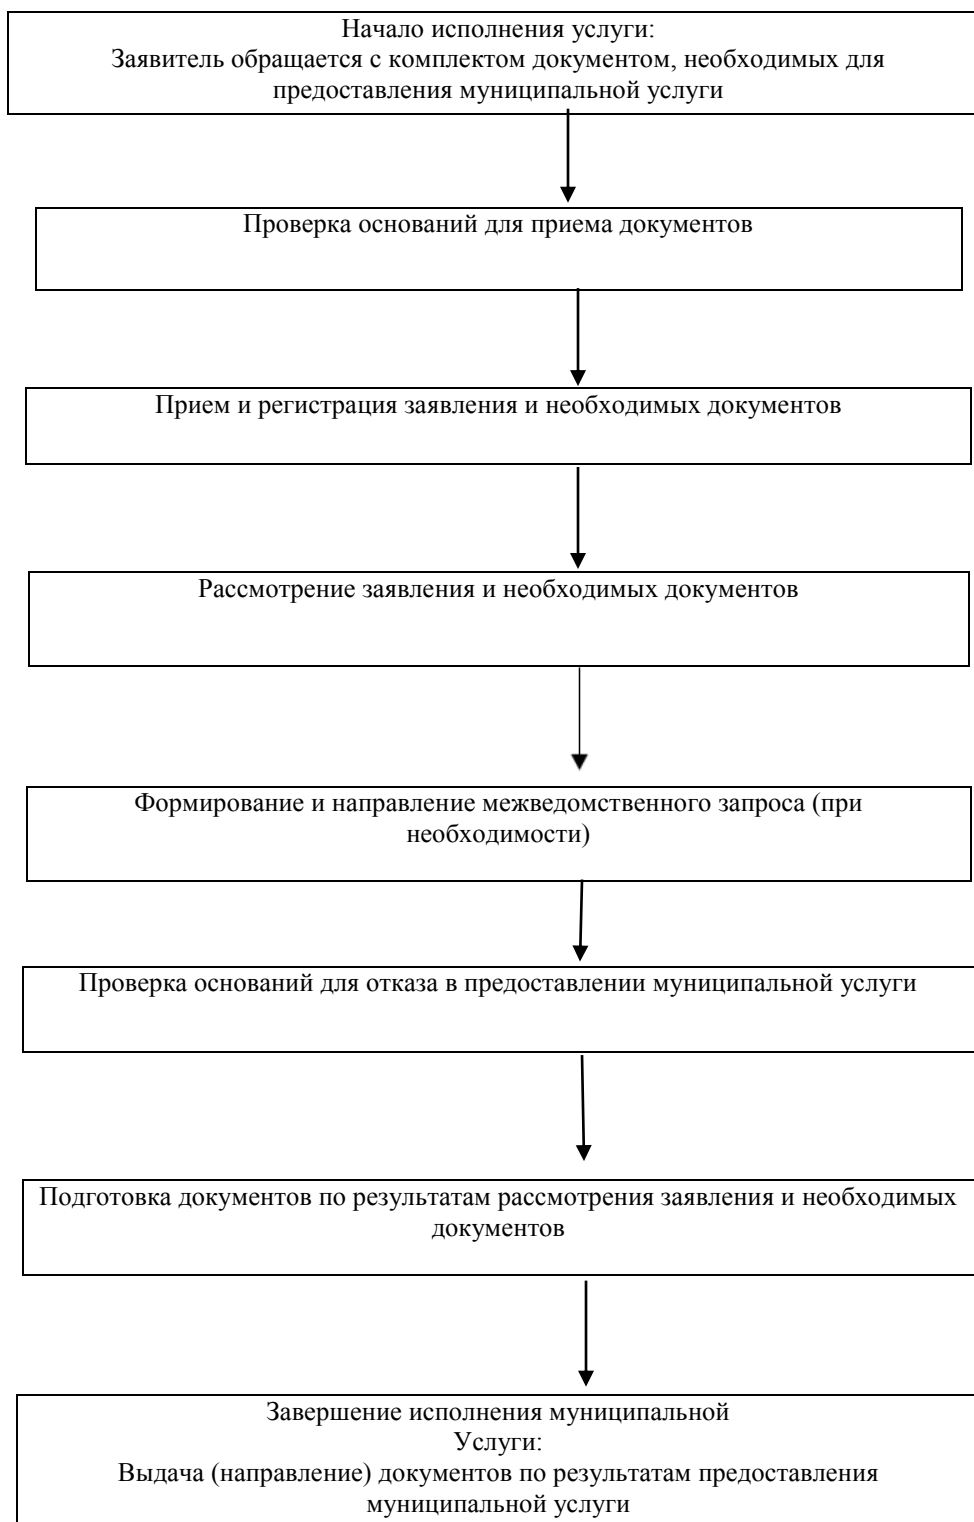 Начало исполнения услуги:
Заявитель обращается с комплектом документом, необходимых для
предоставления муниципальной услуги
Проверка оснований для приема документов
Прием и регистрация заявления и необходимых документов
Рассмотрение заявления и необходимых документов
Формирование и направление межведомственного запроса (при
необходимости)
Проверка оснований для отказа в предоставлении муниципальной услуги
Подготовка документов по результатам рассмотрения заявления и необходимых
документов
Завершение исполнения муниципальной
Услуги:
Выдача (направление) документов по результатам предоставления
муниципальной услуги